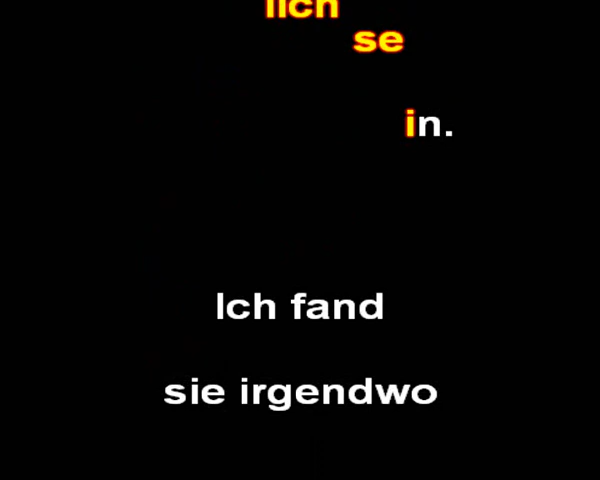 lich
se
in.
Ich fand
sie irgendwo